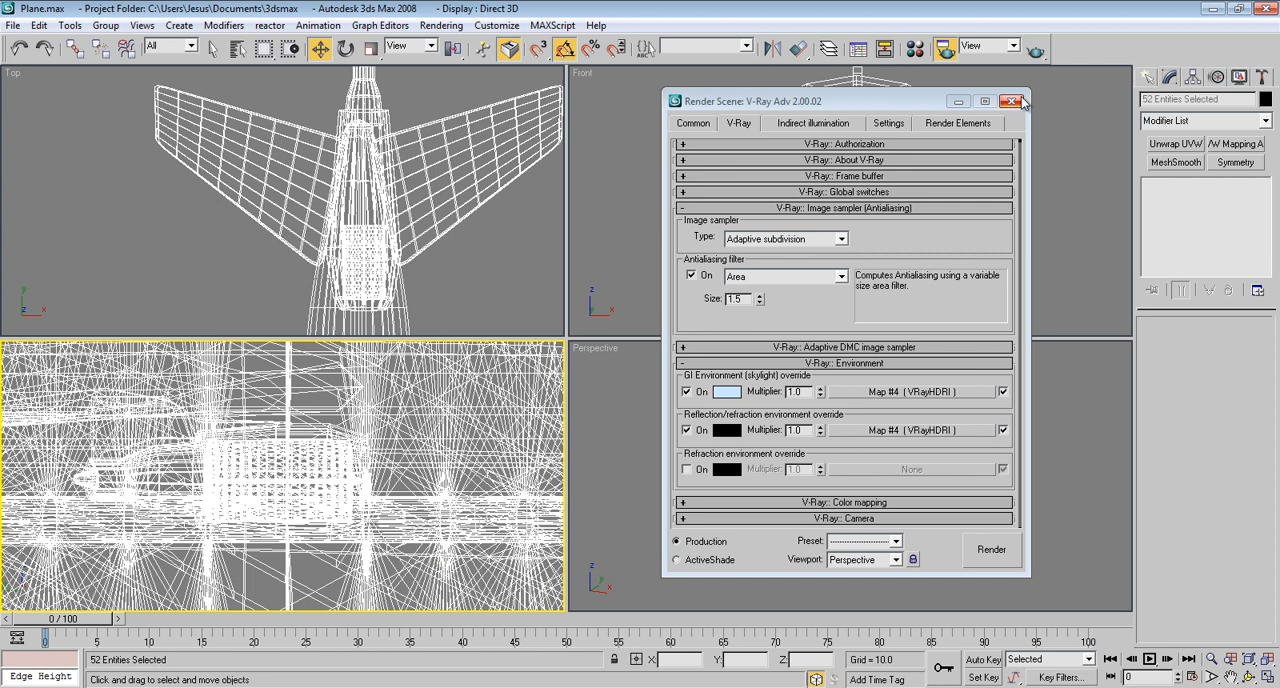 Plane.max - Project Folder: C:\Users\Jesus\Documents\3dsmax - Autodesk 3ds Max 2008 - Display : Direct 3D
File Edit Tools Group Views Create Modifiers reactor Animation Graph Editors Rendering Customize MAXScript Help
All View View
Top Front
Render Scene: V-Ray Adv 2.00.02
52 Entities Selected
Common V-Ray Indirect illumination Settings Render Elements
Modifier List
+ V-Ray:: Authorization
Unwrap UVW /W Mapping A
+ V-Ray:: About V-Ray
MeshSmooth Symmetry
+ V-Ray:: Frame buffer
+ V-Ray:: Global switches
- V-Ray:: Image sampler (Antialiasing)
Image sampler
Type: Adaptive subdivision
Antialiasing filter
On Area
Computes Antialiasing using a variable
size area filter.
Size: 1.5
+ V-Ray:: Adaptive DMC image sampler
Perspective
- V-Ray:: Environment
GI Environment (skylight) override
On Multiplier: 1.0 Map #4 ( VRayHDRI )
Reflection/refraction environment override
On Multiplier: 1.0 Map #4 ( VRayHDRI )
Refraction environment override
On Multiplier: 1.0 None
+ V-Ray:: Color mapping
+ V-Ray:: Camera
Production Preset: --------------------
ActiveShade Viewport: Perspective
Render
< 0 / 100 >
0 5 10 15 20 25 30 35 40 45 50 55 60 65 70 75 80 85 90 95 100
52 Entities Selected X: Y: Z: Grid = 10.0 Auto Key Selected
Edge Height Click and drag to select and move objects Add Time Tag Set Key Key Filters... 0